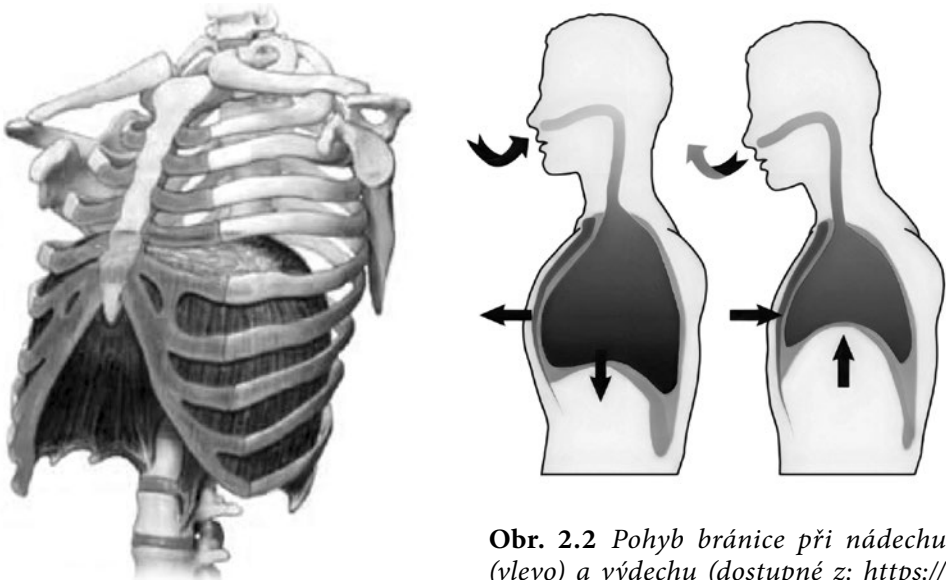 Obr. 2.2 Pohyb bránice při nádechu
(vlevo) a výdechu (dostupné z: https://